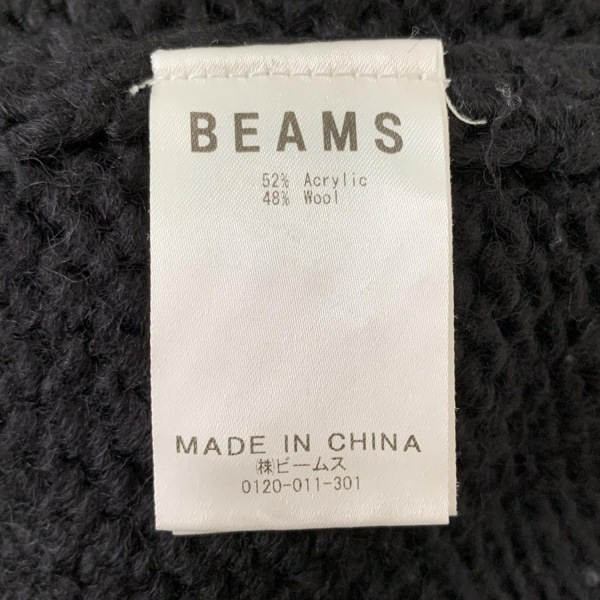 BEAMS
52% Acrylic
48% Wool
MADE IN CHINA
㈱ビームス
0120-011-301